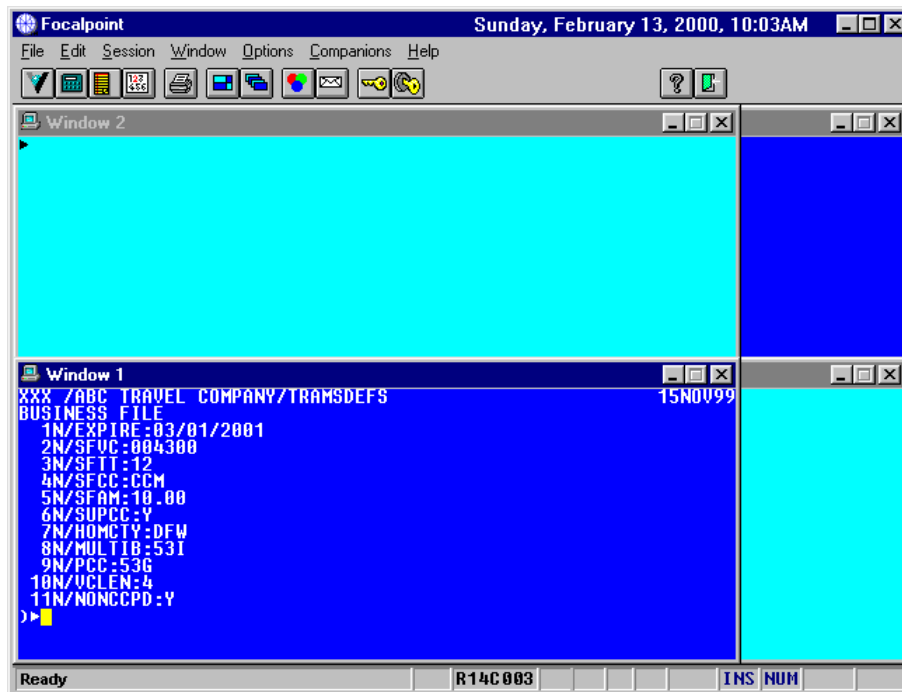 Focalpoint Sunday, February 13, 2000, 10:03AM
File Edit Session Window Options Companions Help
123
456
?
Window 2
Window 1
XXX /ABC TRAVEL COMPANY/TRAMSDEFS 15NOV99
BUSINESS FILE
1N/EXPIRE:03/01/2001
2N/SFVC:004300
3N/SFTT:12
4N/SFCC:CCM
5N/SFAM:10.00
6N/SUPCC:Y
7N/HOMCTY:DFW
8N/MULTIB:53I
9N/PCC:53G
10N/VCLEN:4
11N/NONCCPD:Y
)►
Ready R14C003 INS NUM